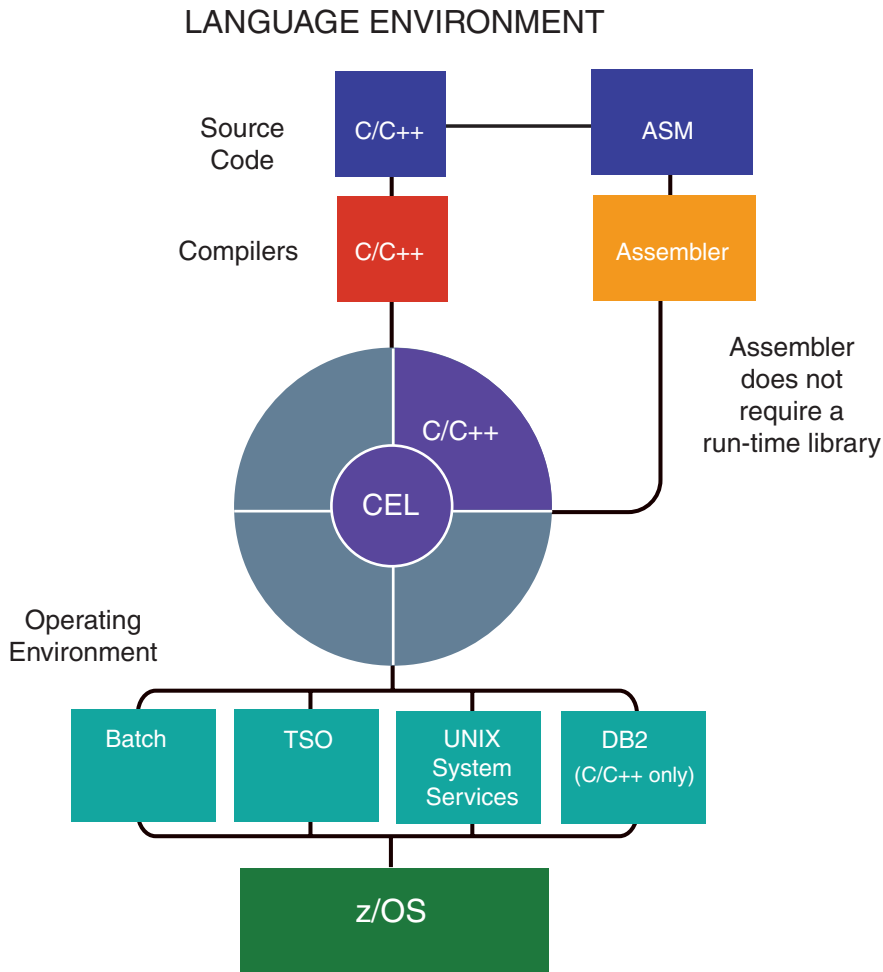 LANGUAGE ENVIRONMENT
Source
Code
C/C++
ASM
Compilers
C/C++
Assembler
Assembler
does not
require a
run-time library
C/C++
CEL
Operating
Environment
Batch
TSO
UNIX
System
Services
DB2
(C/C++ only)
z/OS